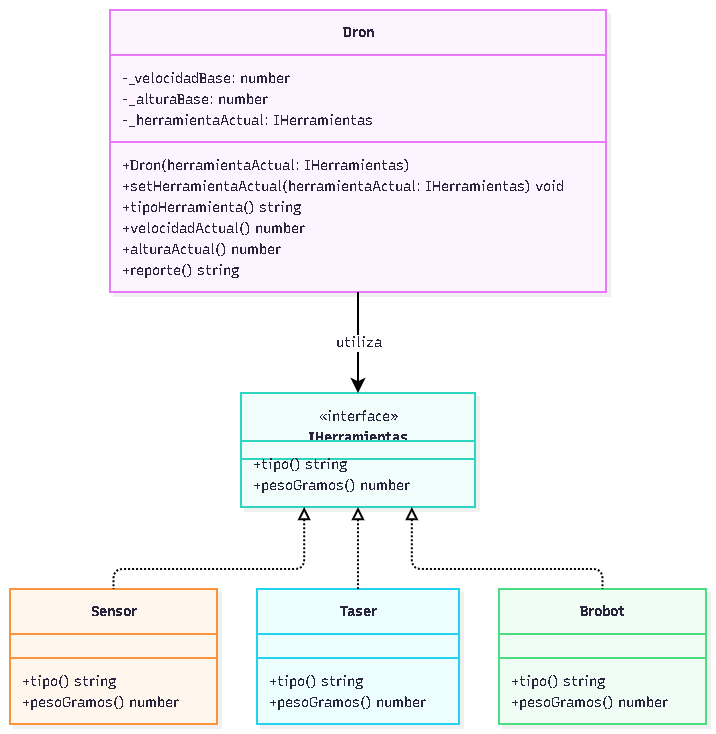 Dron
-_velocidadBase: number
-_alturaBase: number
-_herramientaActual: IHerramientas
+Dron(herramientaActual: IHerramientas)
+setHerramientaActual(herramientaActual: IHerramientas) void
+tipoHerramienta() string
+velocidadActual() number
+alturaActual() number
+reporte() string
utiliza
«interface»
IHerramientas
+tipo() string
+pesoGramos() number
Sensor
+tipo() string
+pesoGramos() number
Taser
+tipo() string
+pesoGramos() number
Brobot
+tipo() string
+pesoGramos() number